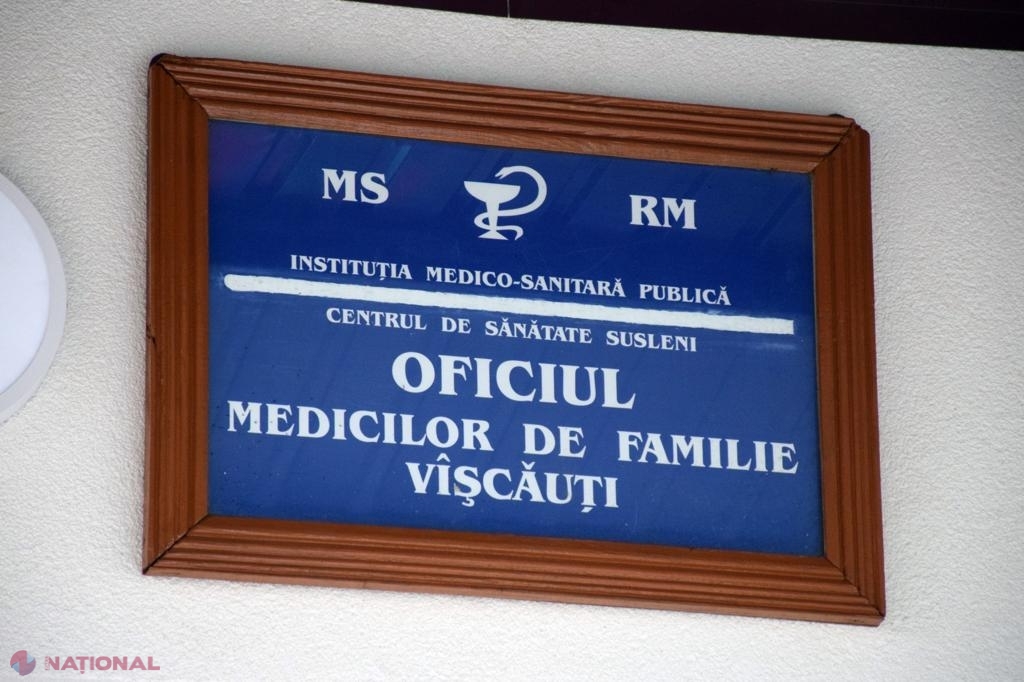 MS RM
INSTITUȚIA MEDICO-SANITARĂ PUBLICĂ
CENTRUL DE SĂNĂTATE SUSLENI
OFICIUL
MEDICILOR DE FAMILIE
VÎŞCĂUȚI
NAȚIONAL